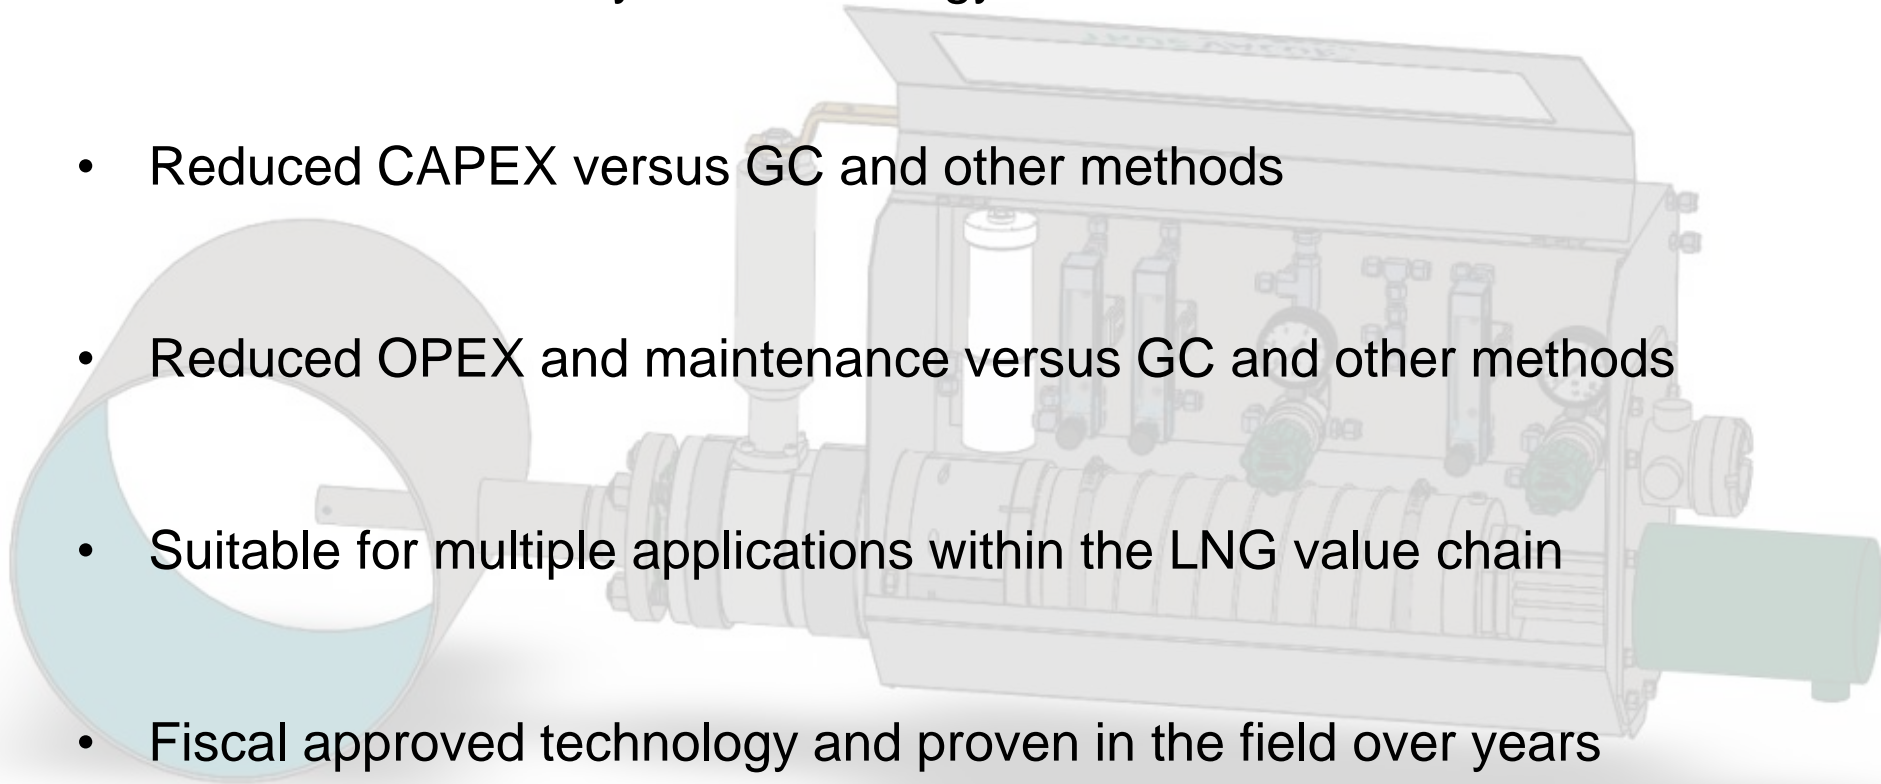 • Reduced CAPEX versus GC and other methods
• Reduced OPEX and maintenance versus GC and other methods
• Suitable for multiple applications within the LNG value chain
• Fiscal approved technology and proven in the field over years